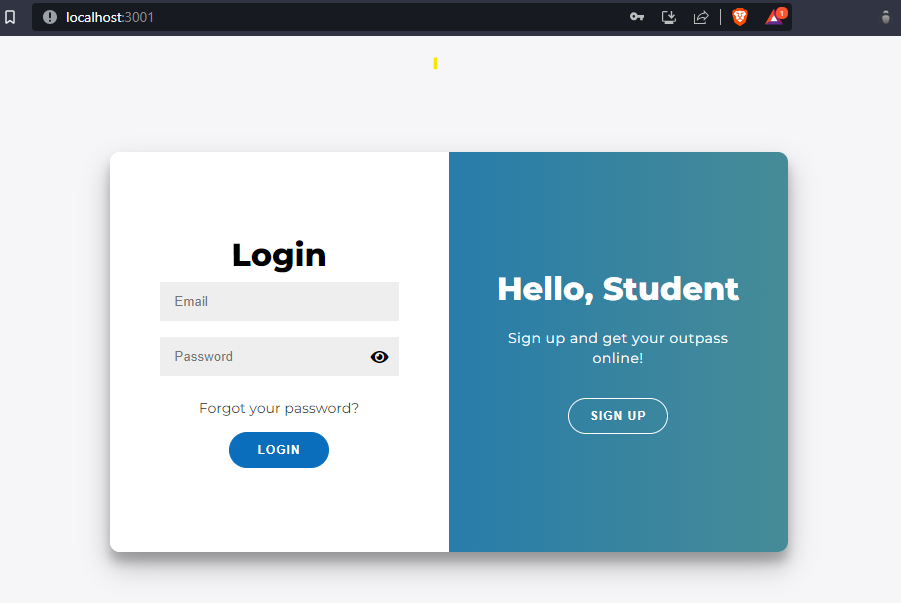 localhost:3001
1
Login
Email
Password
Forgot your password?
LOGIN
Hello, Student
Sign up and get your outpass
online!
SIGN UP